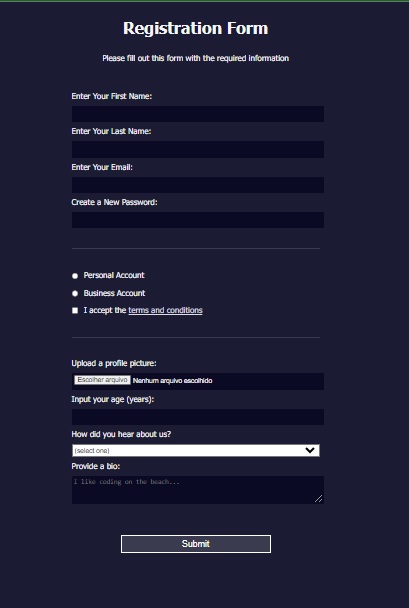 Registration Form
Please fill out this form with the required information
Enter Your First Name:
Enter Your Last Name:
Enter Your Email:
Create a New Password:
Personal Account
Business Account
I accept the terms and conditions
Upload a profile picture:
Escolher arquivo Nenhum arquivo escolhido
Input your age (years):
How did you hear about us?
(select one)
Provide a bio:
I like coding on the beach...
Submit